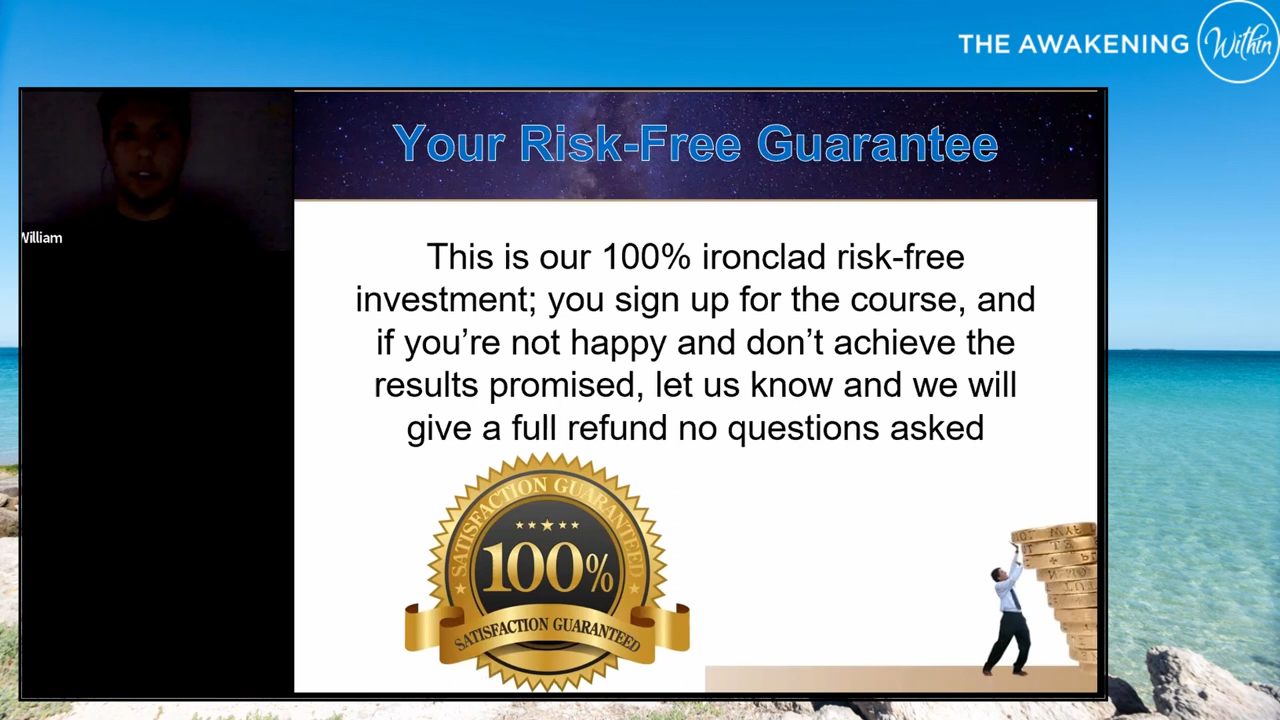 THE AWAKENING Within
Your Risk-Free Guarantee
William
This is our 100% ironclad risk-free
investment; you sign up for the course, and
if you’re not happy and don’t achieve the
results promised, let us know and we will
give a full refund no questions asked
SATISFACTION GUARANTEED
100%
SATISFACTION GUARANTEED